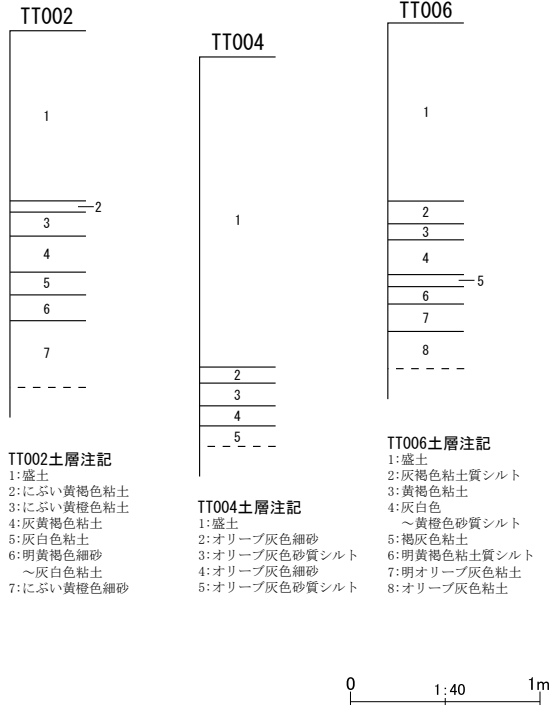 TT002
1
2
3
4
5
6
7
TT002土層注記
1:盛土
2:にぶい黄褐色粘土
3:にぶい黄橙色粘土
4:灰黄褐色粘土
5:灰白色粘土
6:明黄褐色細砂
～灰白色粘土
7:にぶい黄橙色細砂
TT004
1
2
3
4
5
TT004土層注記
1:盛土
2:オリーブ灰色細砂
3:オリーブ灰色砂質シルト
4:オリーブ灰色細砂
5:オリーブ灰色砂質シルト
TT006
1
2
3
4
5
6
7
8
TT006土層注記
1:盛土
2:灰褐色粘土質シルト
3:黄褐色粘土
4:灰白色
～黄橙色砂質シルト
5:褐灰色粘土
6:明黄褐色粘土質シルト
7:明オリーブ灰色粘土
8:オリーブ灰色粘土
0 1:40 1m